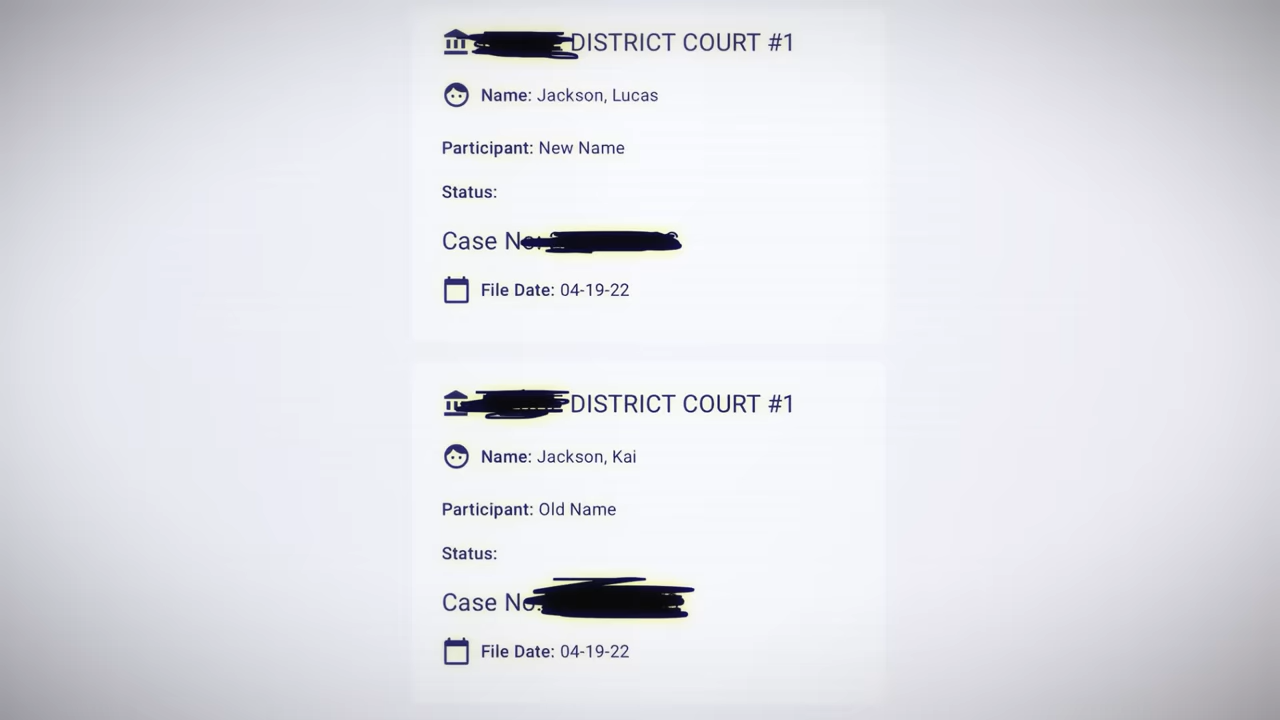 DISTRICT COURT #1
Name: Jackson, Lucas
Participant: New Name
Status:
Case No:
File Date: 04-19-22
DISTRICT COURT #1
Name: Jackson, Kai
Participant: Old Name
Status:
Case No:
File Date: 04-19-22